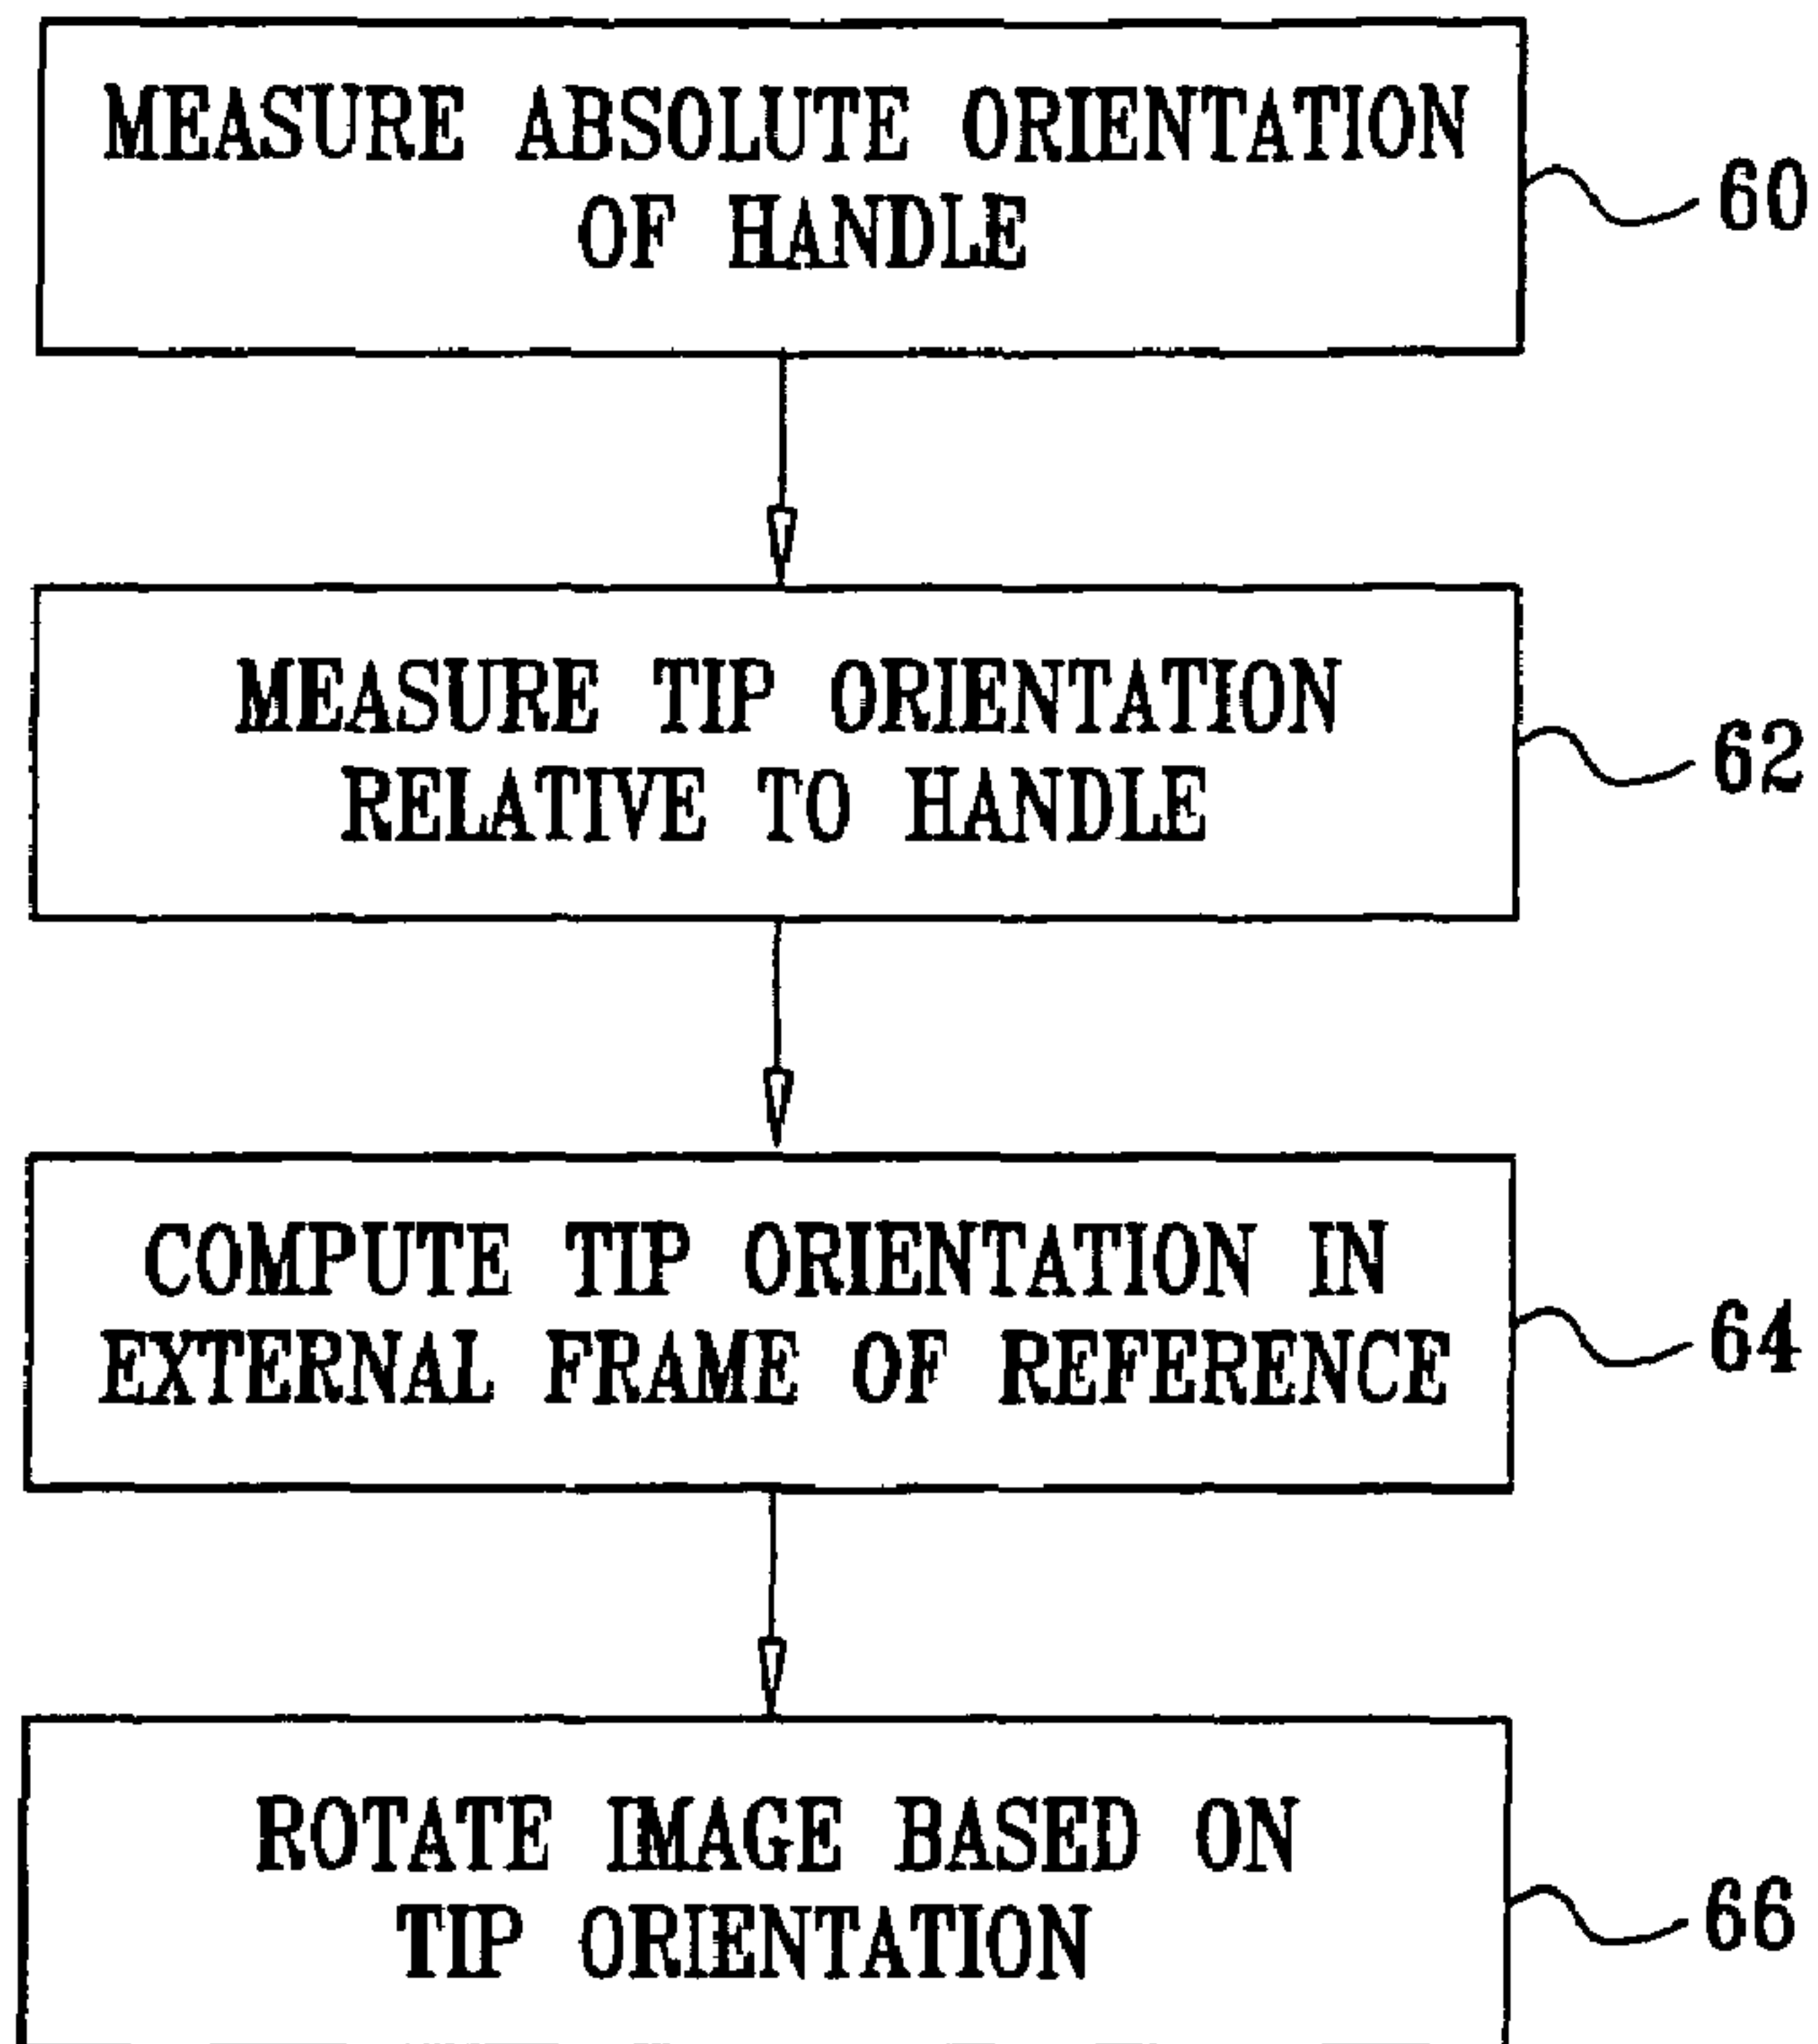 MEASURE ABSOLUTE ORIENTATION
OF HANDLE
60
MEASURE TIP ORIENTATION
RELATIVE TO HANDLE
62
COMPUTE TIP ORIENTATION IN
EXTERNAL FRAME OF REFERENCE
64
ROTATE IMAGE BASED ON
TIP ORIENTATION
66